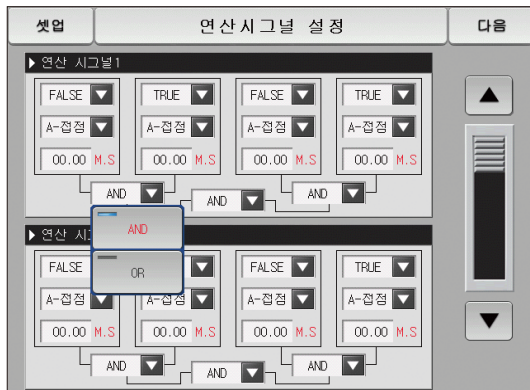 셋업 연산시그널 설정 다음
▶ 연산 시그널1
FALSE TRUE FALSE TRUE
A-접점 A-접점 A-접점 A-접점
00.00 M.S 00.00 M.S 00.00 M.S 00.00 M.S
AND AND AND
AND
OR
▶ 연산
FALSE FALSE TRUE
A-접점 A-접점 A-접점 A-접점
00.00 M.S 00.00 M.S 00.00 M.S 00.00 M.S
AND AND AND